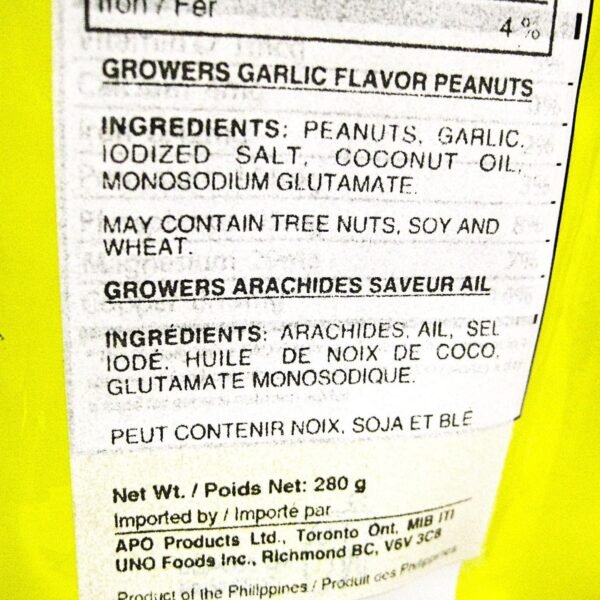 Iron / Fer
4 %
GROWERS GARLIC FLAVOR PEANUTS
INGREDIENTS: PEANUTS, GARLIC,
IODIZED SALT, COCONUT OIL,
MONOSODIUM GLUTAMATE.
MAY CONTAIN TREE NUTS, SOY AND
WHEAT.
GROWERS ARACHIDES SAVEUR AIL
INGRÉDIENTS: ARACHIDES, AIL, SEL
IODÉ, HUILE DE NOIX DE COCO,
GLUTAMATE MONOSODIQUE.
PEUT CONTENIR NOIX, SOJA ET BLÉ
Net Wt. / Poids Net: 280 g
Imported by / Importé par
APO Products Ltd., Toronto Ont, MIB ITI
UNO Foods Inc., Richmond BC, V6V 3C8
Product of the Philippines / Produit des Philippines